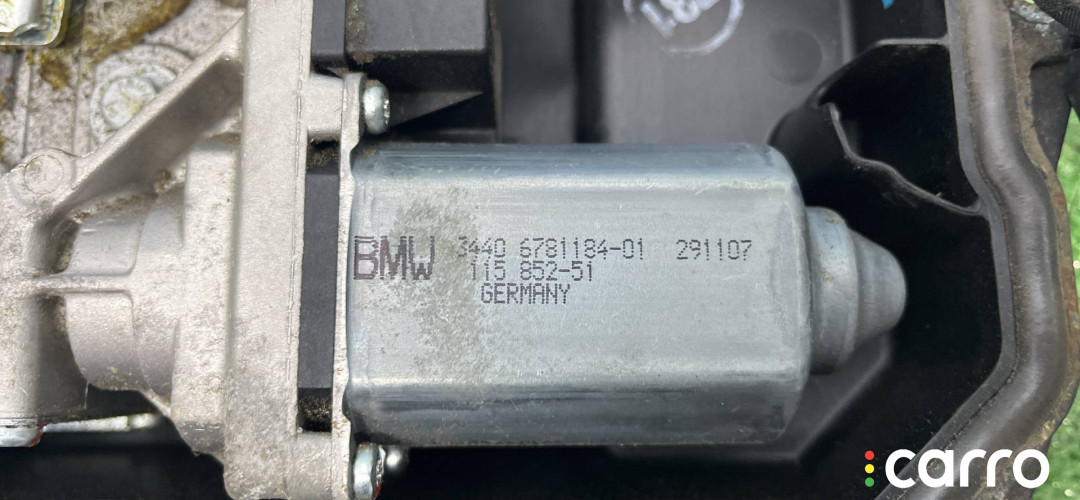 BMW 3440 6781184-01 291107
115 852-51
GERMANY
carro